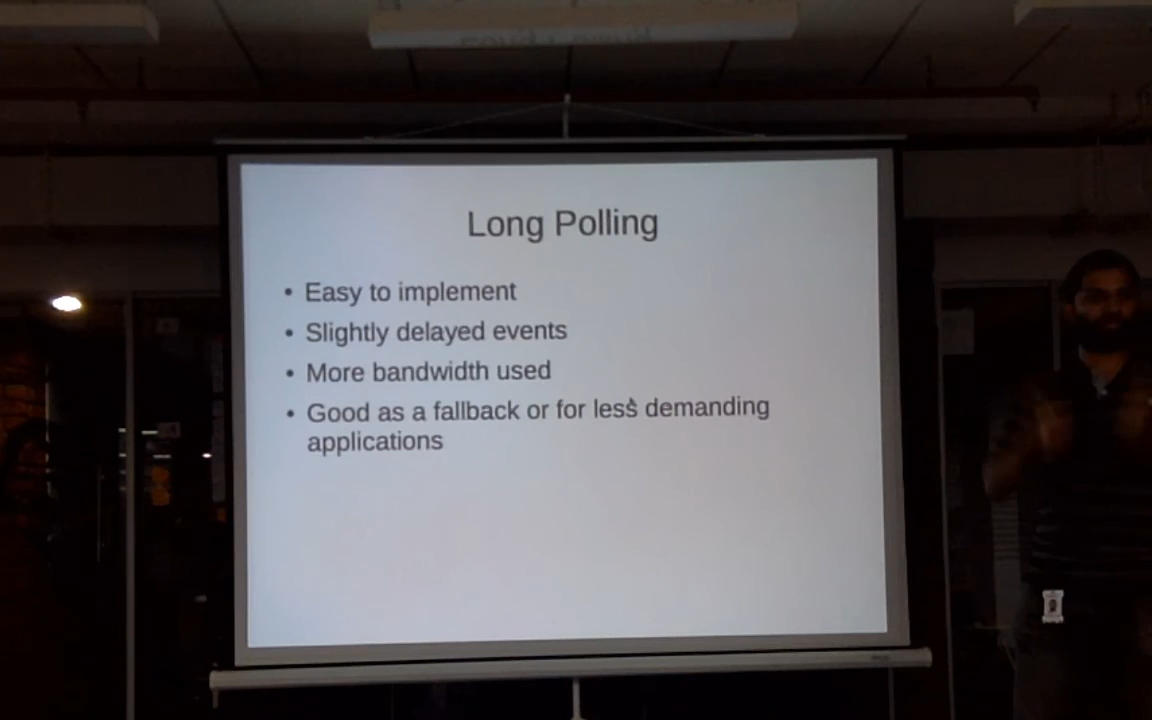 Long Polling
• Easy to implement
• Slightly delayed events
• More bandwidth used
• Good as a fallback or for less demanding
applications